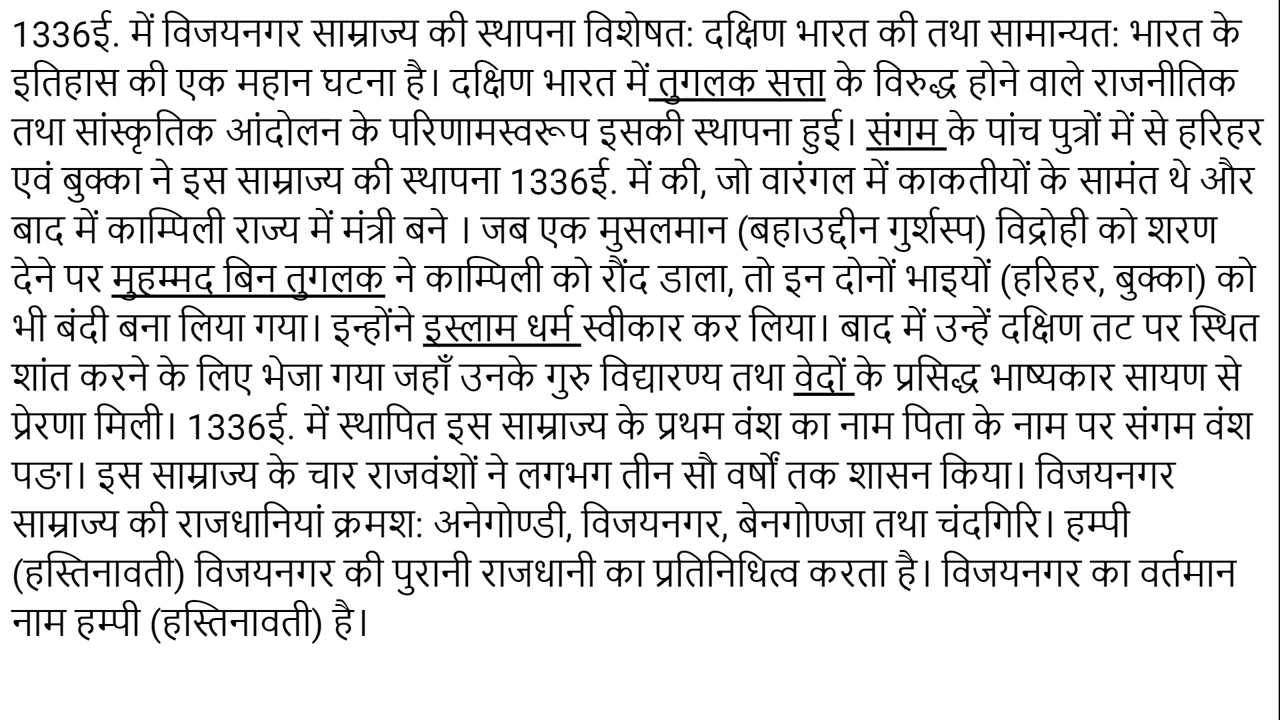 1336ई. में विजयनगर साम्राज्य की स्थापना विशेषत: दक्षिण भारत की तथा सामान्यत: भारत के
इतिहास की एक महान घटना है। दक्षिण भारत में तुगलक सत्ता के विरुद्ध होने वाले राजनीतिक
तथा सांस्कृतिक आंदोलन के परिणामस्वरूप इसकी स्थापना हुई। संगम के पांच पुत्रों में से हरिहर
एवं बुक्का ने इस साम्राज्य की स्थापना 1336ई. में की, जो वारंगल में काकतीयों के सामंत थे और
बाद में काम्पिली राज्य में मंत्री बने । जब एक मुसलमान (बहाउद्दीन गुर्शस्प) विद्रोही को शरण
देने पर मुहम्मद बिन तुगलक ने काम्पिली को रौंद डाला, तो इन दोनों भाइयों (हरिहर, बुक्का) को
भी बंदी बना लिया गया। इन्होंने इस्लाम धर्म स्वीकार कर लिया। बाद में उन्हें दक्षिण तट पर स्थित
शांत करने के लिए भेजा गया जहाँ उनके गुरु विद्यारण्य तथा वेदों के प्रसिद्ध भाष्यकार सायण से
प्रेरणा मिली। 1336ई. में स्थापित इस साम्राज्य के प्रथम वंश का नाम पिता के नाम पर संगम वंश
पङा। इस साम्राज्य के चार राजवंशों ने लगभग तीन सौ वर्षों तक शासन किया। विजयनगर
साम्राज्य की राजधानियां क्रमश: अनेगोण्डी, विजयनगर, बेनगोण्जा तथा चंदगिरि। हम्पी
(हस्तिनावती) विजयनगर की पुरानी राजधानी का प्रतिनिधित्व करता है। विजयनगर का वर्तमान
नाम हम्पी (हस्तिनावती) है।